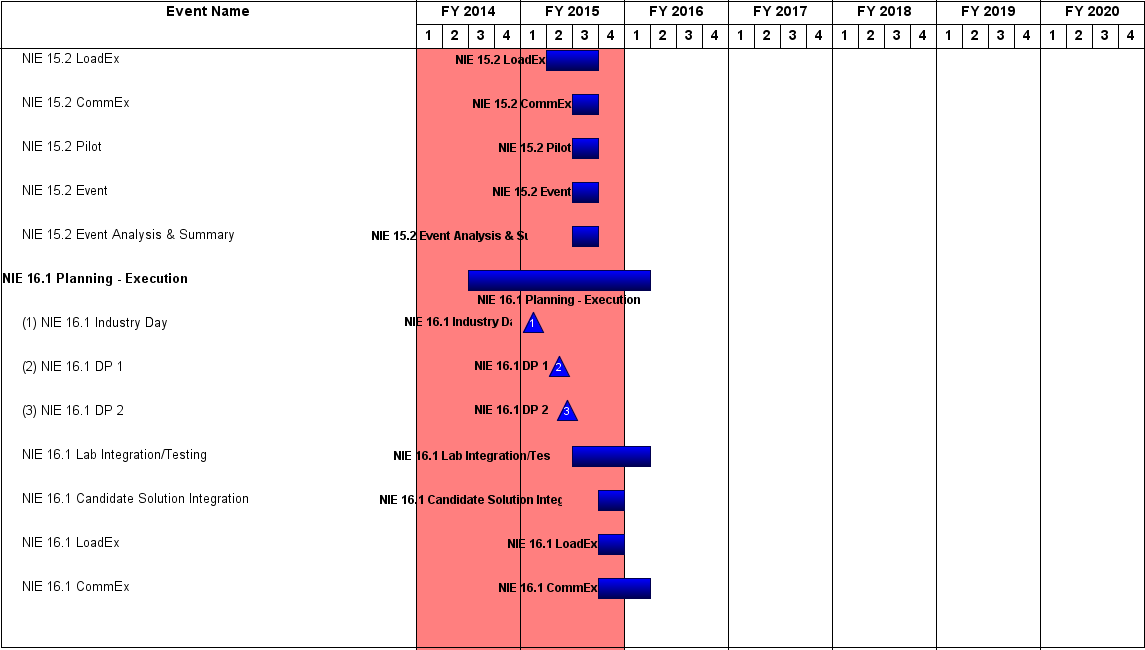 Event Name FY 2014 FY 2015 FY 2016 FY 2017 FY 2018 FY 2019 FY 2020
1 2 3 4 1 2 3 4 1 2 3 4 1 2 3 4 1 2 3 4 1 2 3 4 1 2 3 4
NIE 15.2 LoadEx NIE 15.2 LoadEx
NIE 15.2 CommEx NIE 15.2 CommEx
NIE 15.2 Pilot NIE 15.2 Pilot
NIE 15.2 Event NIE 15.2 Event
NIE 15.2 Event Analysis & Summary NIE 15.2 Event Analysis & Su
NIE 16.1 Planning - Execution
NIE 16.1 Planning - Execution
(1) NIE 16.1 Industry Day NIE 16.1 Industry Da 1
(2) NIE 16.1 DP 1 NIE 16.1 DP 1 2
(3) NIE 16.1 DP 2 NIE 16.1 DP 2 3
NIE 16.1 Lab Integration/Testing NIE 16.1 Lab Integration/Tes
NIE 16.1 Candidate Solution Integration NIE 16.1 Candidate Solution Integ
NIE 16.1 LoadEx NIE 16.1 LoadEx
NIE 16.1 CommEx NIE 16.1 CommEx